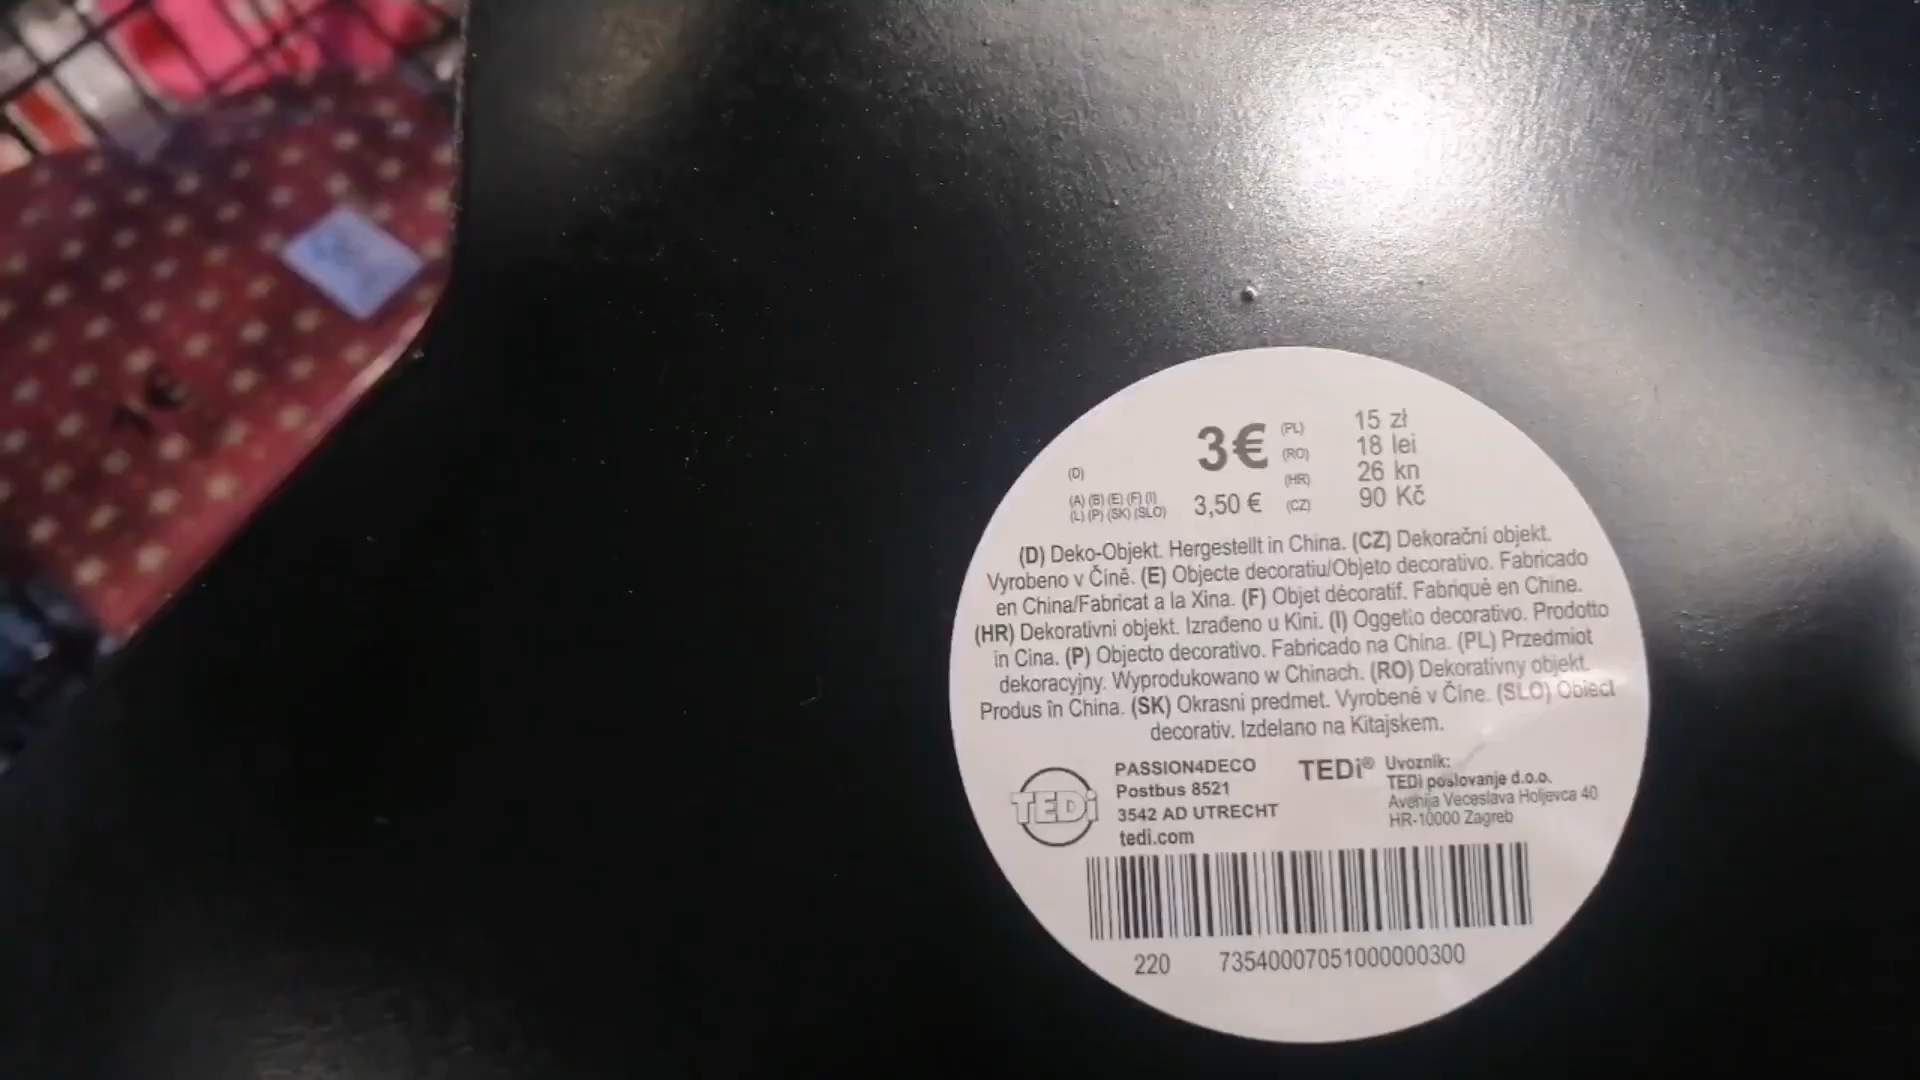 1€
3€ (PL) 15 zł
(RO) 18 lei
(D)
(HR) 26 kn
(A) (B) (E) (F) (I)
(L) (P) (SK) (SLO) 3,50 € (CZ) 90 Kč
(D) Deko-Objekt. Hergestellt in China. (CZ) Dekorační objekt.
Vyrobeno v Číně. (E) Objecte decoratiu/Objeto decorativo. Fabricado
en China/Fabricat a la Xina. (F) Objet décoratif. Fabriqué en Chine.
(HR) Dekorativni objekt. Izrađeno u Kini. (I) Oggetto decorativo. Prodotto
in Cina. (P) Objecto decorativo. Fabricado na China. (PL) Przedmiot
dekoracyjny. Wyprodukowano w Chinach. (RO) Dekorativny objekt.
Produs în China. (SK) Okrasni predmet. Vyrobené v Číne. (SLO) Obiect
decorativ. Izdelano na Kitajskem.
TEDi
PASSION4DECO
Postbus 8521
3542 AD UTRECHT
tedi.com
TEDi® Uvoznik:
TEDi poslovanje d.o.o.
Avenija Veceslava Holjevca 40
HR-10000 Zagreb
220 73540007051000000300